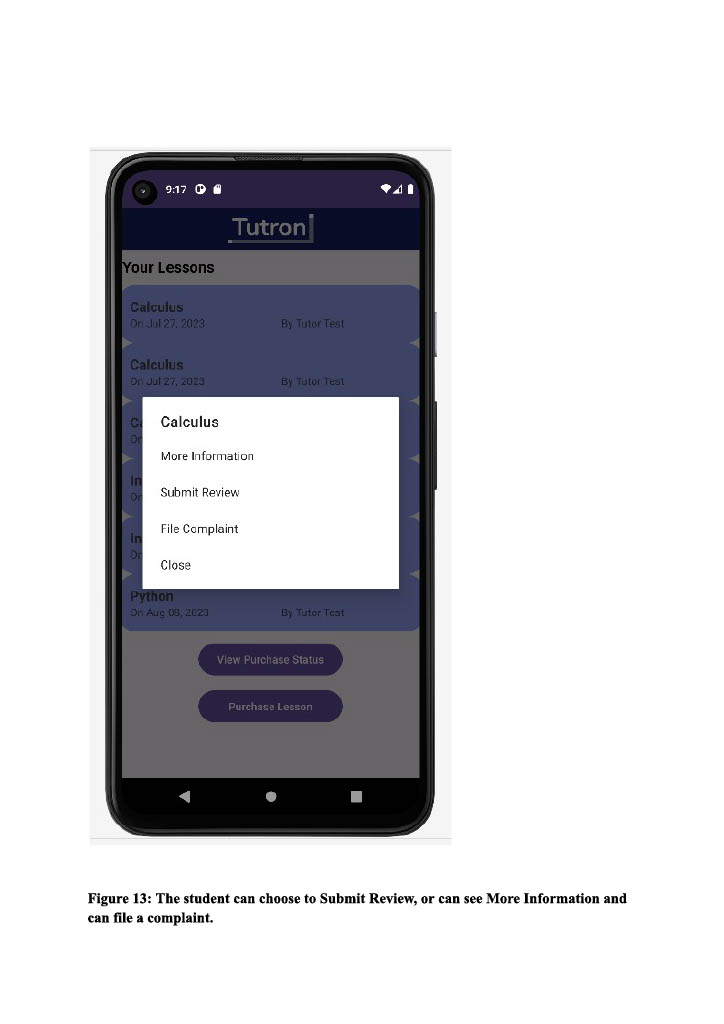 9:17
Tutron
Your Lessons
Calculus
On Jul 27, 2023 By Tutor Test
Calculus
On Jul 27, 2023 By Tutor Test
Ca
On
Calculus
More Information
Submit Review
File Complaint
Close
In
On
In
On
Python
On Aug 09, 2023 By Tutor Test
View Purchase Status
Purchase Lesson
Figure 13: The student can choose to Submit Review, or can see More Information and
can file a complaint.